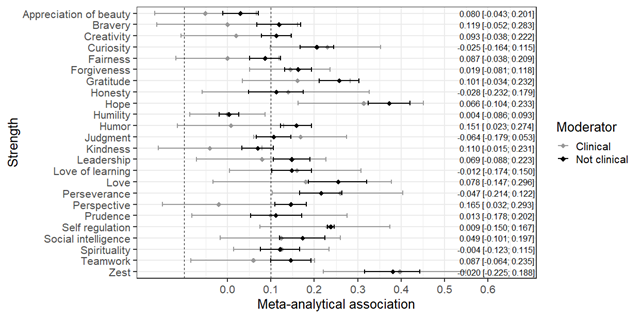 Strength
Appreciation of beauty 0.080 [-0.043; 0.201]
Bravery 0.119 [-0.052; 0.283]
Creativity 0.093 [-0.038; 0.222]
Curiosity -0.025 [-0.164; 0.115]
Fairness 0.087 [-0.038; 0.209]
Forgiveness 0.019 [-0.081; 0.118]
Gratitude 0.101 [-0.034; 0.232]
Honesty -0.028 [-0.232; 0.179]
Hope 0.066 [-0.104; 0.233]
Humility 0.004 [-0.086; 0.093]
Humor 0.151 [0.023; 0.274]
Judgment -0.064 [-0.179; 0.053]
Kindness 0.110 [-0.015; 0.231]
Leadership 0.069 [-0.088; 0.223]
Love of learning -0.012 [-0.174; 0.150]
Love 0.078 [-0.147; 0.296]
Perseverance -0.047 [-0.214; 0.122]
Perspective 0.165 [0.032; 0.293]
Prudence 0.013 [-0.178; 0.202]
Self regulation 0.009 [-0.150; 0.167]
Social intelligence 0.049 [-0.101; 0.197]
Spirituality -0.004 [-0.123; 0.115]
Teamwork 0.087 [-0.064; 0.235]
Zest -0.020 [-0.225; 0.188]
0.0 0.1 0.2 0.3 0.4 0.5 0.6
Meta-analytical association
Moderator
Clinical
Not clinical